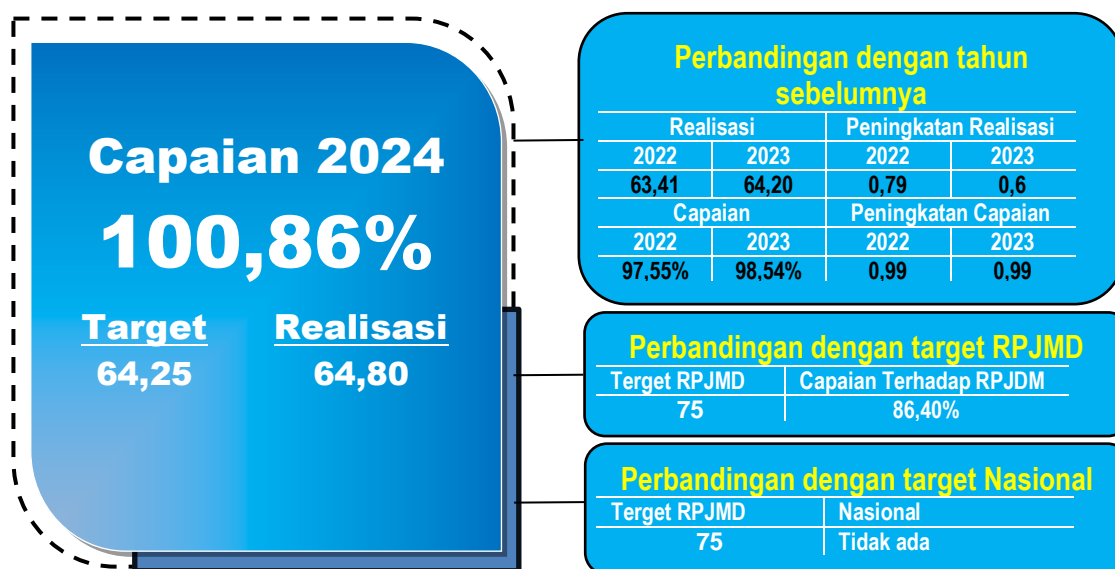 Capaian 2024
100,86%
Target Realisasi
64,25 64,80
Perbandingan dengan tahun
sebelumnya
Realisasi Peningkatan Realisasi
2022 2023 2022 2023
63,41 64,20 0,79 0,6
Capaian Peningkatan Capaian
2022 2023 2022 2023
97,55% 98,54% 0,99 0,99
Perbandingan dengan target RPJMD
Terget RPJMD Capaian Terhadap RPJDM
75 86,40%
Perbandingan dengan target Nasional
Terget RPJMD Nasional
75 Tidak ada